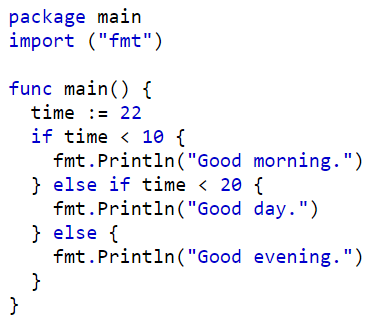 package main
import ("fmt")

func main() {
  time := 22
  if time < 10 {
    fmt.Println("Good morning.")
  } else if time < 20 {
    fmt.Println("Good day.")
  } else {
    fmt.Println("Good evening.")
  }
}